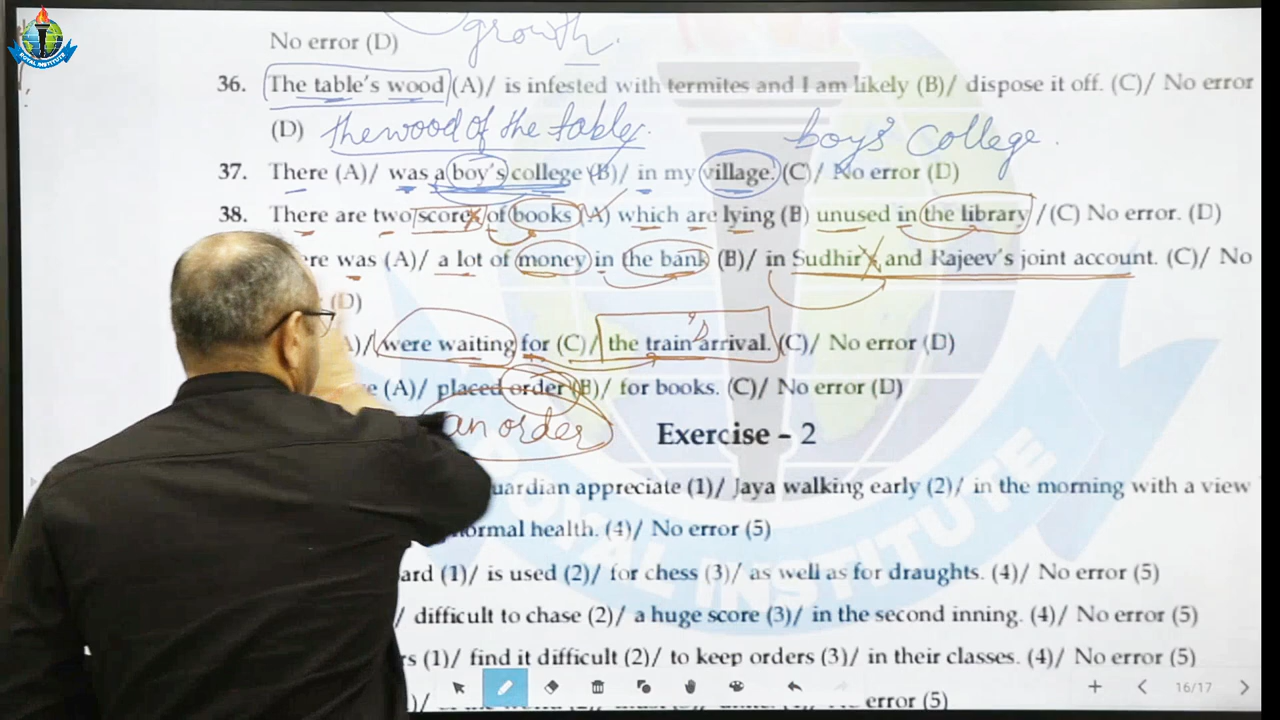 ROYAL INSTITUTE
No error (D) growth.
36. The table's wood (A)/ is infested with termites and I am likely (B)/ dispose it off. (C)/ No error
(D) the wood of the table. boys' college.
37. There (A)/ was a boy's college (B)/ in my village. (C)/ No error (D)
38. There are two scores of books (A) which are lying (B) unused in the library /(C) No error. (D)
re was (A)/ a lot of money in the bank (B)/ in Sudhir and Rajeev's joint account. (C)/ No
(D)
)/ were waiting for (C)/ the train's arrival. (C)/ No error (D)
e (A)/ placed order (B)/ for books. (C)/ No error (D)
an order
Exercise – 2
uardian appreciate (1)/ Jaya walking early (2)/ in the morning with a view
ormal health. (4)/ No error (5)
ard (1)/ is used (2)/ for chess (3)/ as well as for draughts. (4)/ No error (5)
/ difficult to chase (2)/ a huge score (3)/ in the second inning. (4)/ No error (5)
rs (1)/ find it difficult (2)/ to keep orders (3)/ in their classes. (4)/ No error (5)
16/17
error (5)